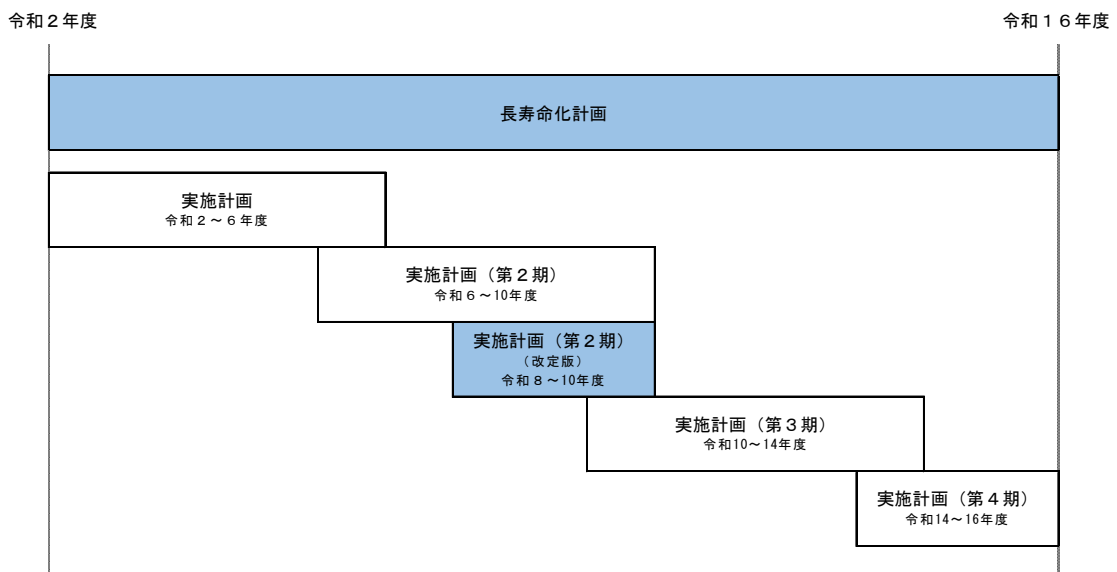 令和２年度
令和１６年度
長寿命化計画
実施計画
令和２～６年度
実施計画（第２期）
令和６～10年度
実施計画（第２期）
（改定版）
令和８～10年度
実施計画（第３期）
令和10～14年度
実施計画（第４期）
令和14～16年度